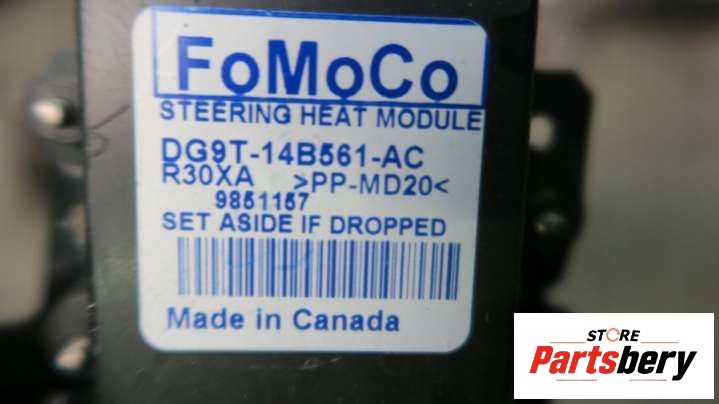 FoMoCo
STEERING HEAT MODULE
DG9T-14B561-AC
R30XA >PP-MD20<
9851157
SET ASIDE IF DROPPED
Made in Canada
STORE
Partsbery